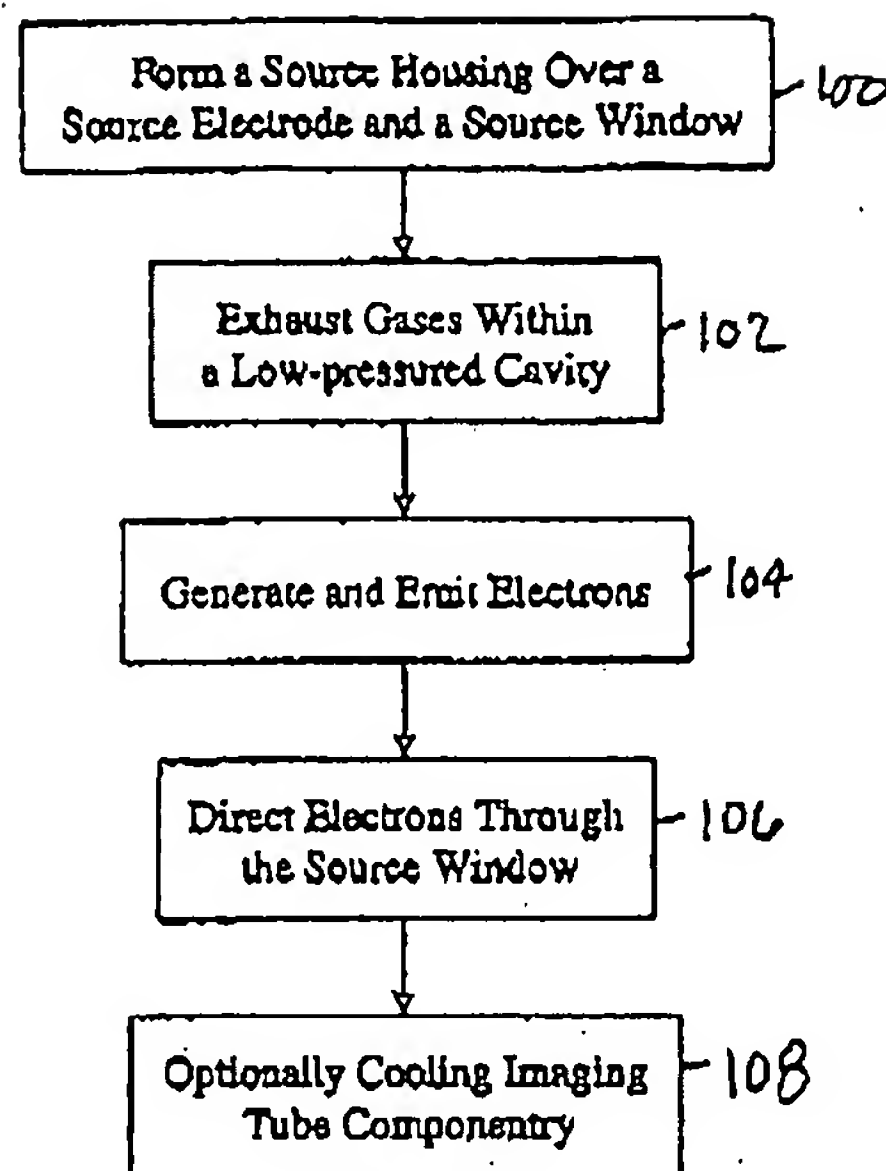 Form a Source Housing Over a
Source Electrode and a Source Window
100
Exhaust Gases Within
a Low-pressured Cavity
102
Generate and Emit Electrons
104
Direct Electrons Through
the Source Window
106
Optionally Cooling Imaging
Tube Componentry
108